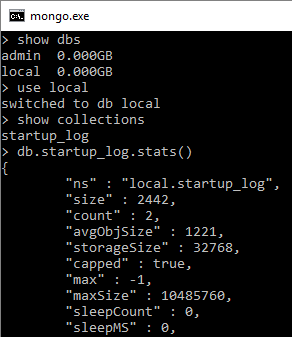 mongo.exe
> show dbs
admin  0.000GB
local  0.000GB
> use local
switched to db local
> show collections
startup_log
> db.startup_log.stats()
{
        "ns" : "local.startup_log",
        "size" : 2442,
        "count" : 2,
        "avgObjSize" : 1221,
        "storageSize" : 32768,
        "capped" : true,
        "max" : -1,
        "maxSize" : 10485760,
        "sleepCount" : 0,
        "sleepMS" : 0,